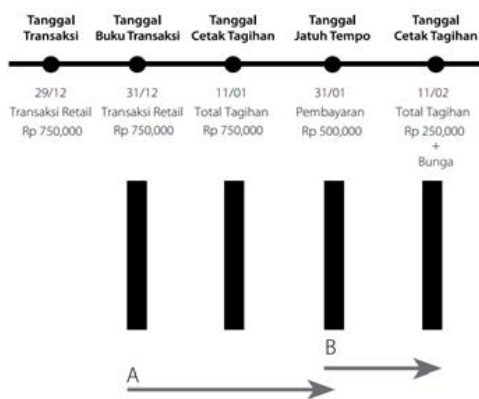 Tanggal
Transaksi
Tanggal
Buku Transaksi
Tanggal
Cetak Tagihan
Tanggal
Jatuh Tempo
Tanggal
Cetak Tagihan
29/12
Transaksi Retail
Rp 750,000
31/12
Transaksi Retail
Rp 750,000
11/01
Total Tagihan
Rp 750,000
31/01
Pembayaran
Rp 500,000
11/02
Total Tagihan
Rp 250,000
+
Bunga
A
B